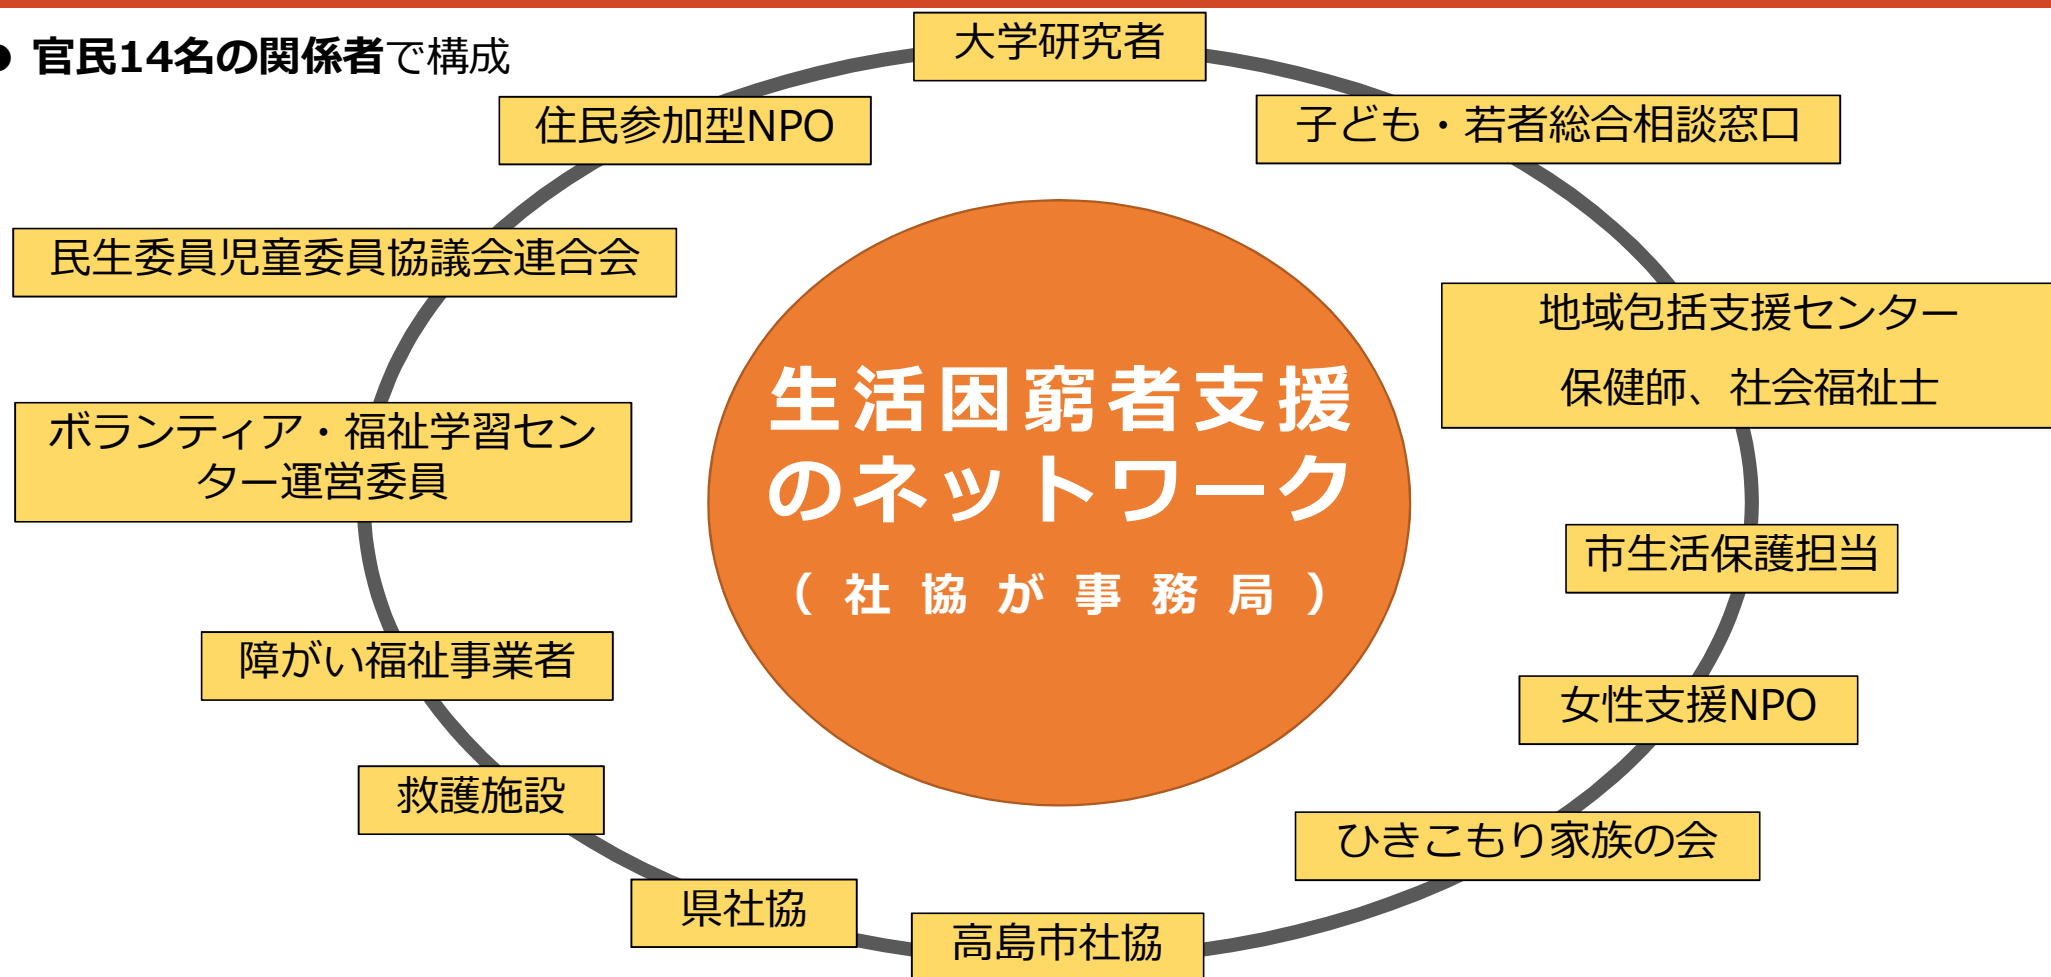 ● 官民14名の関係者で構成
大学研究者
住民参加型NPO
子ども・若者総合相談窓口
民生委員児童委員協議会連合会
地域包括支援センター
保健師、社会福祉士
生活困窮者支援
のネットワーク
（社協が事務局）
ボランティア・福祉学習セン
ター運営委員
市生活保護担当
障がい福祉事業者
女性支援NPO
救護施設
ひきこもり家族の会
県社協
高島市社協